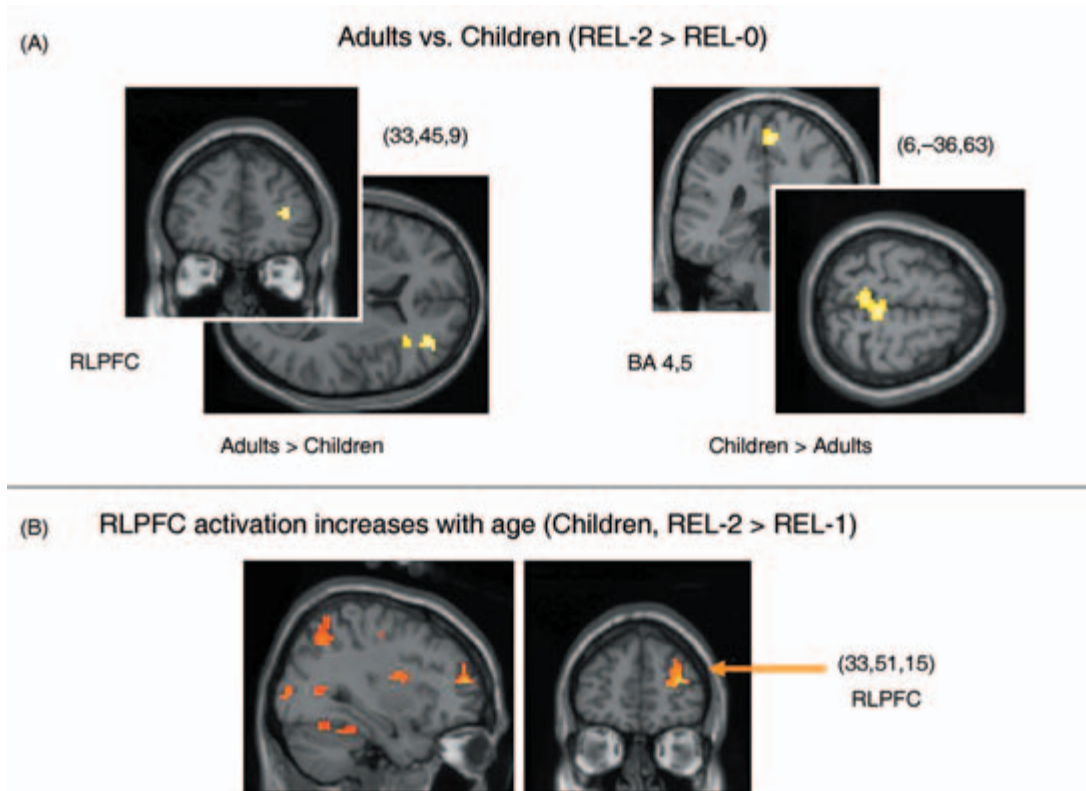 (A)
Adults vs. Children (REL-2 > REL-0)
(33,45,9)
RLPFC
Adults > Children
(6,–36,63)
BA 4,5
Children > Adults
(B)
RLPFC activation increases with age (Children, REL-2 > REL-1)
(33,51,15)
RLPFC